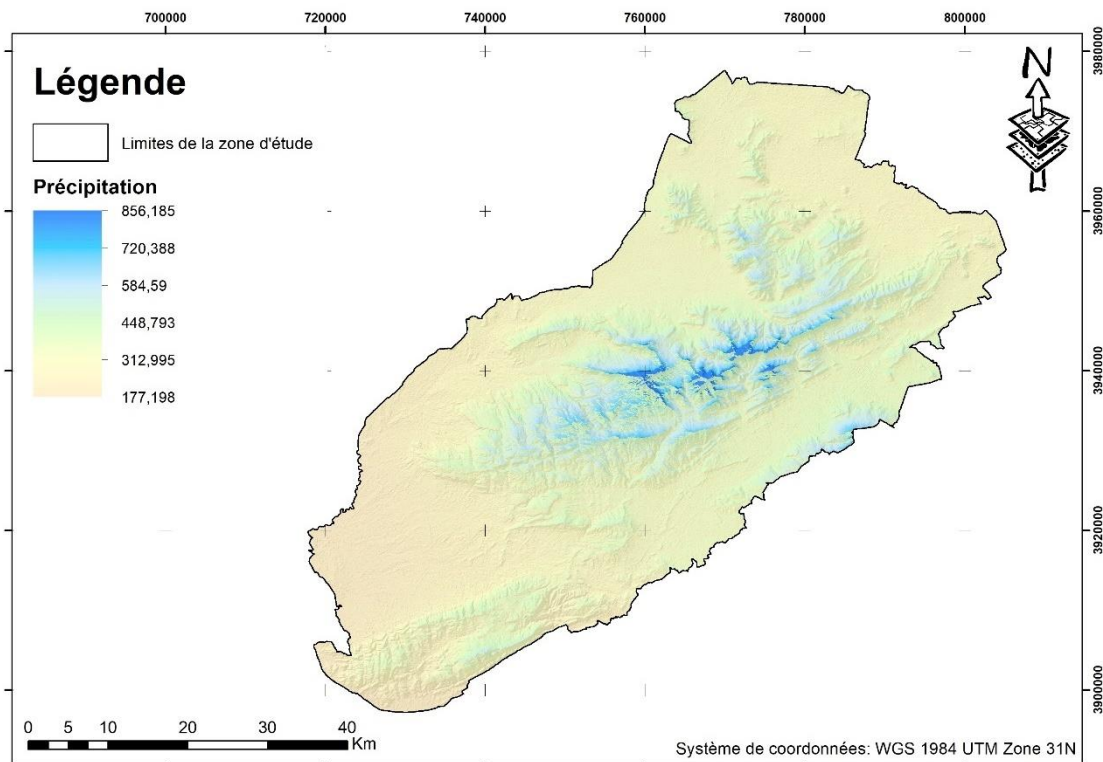 700000 720000 740000 760000 780000 800000
Légende
Limites de la zone d'étude
Précipitation
856,185
720,388
584,59
448,793
312,995
177,198
N
3980000
3960000
3940000
3920000
3900000
0 5 10 20 30 40
Km
Système de coordonnées: WGS 1984 UTM Zone 31N